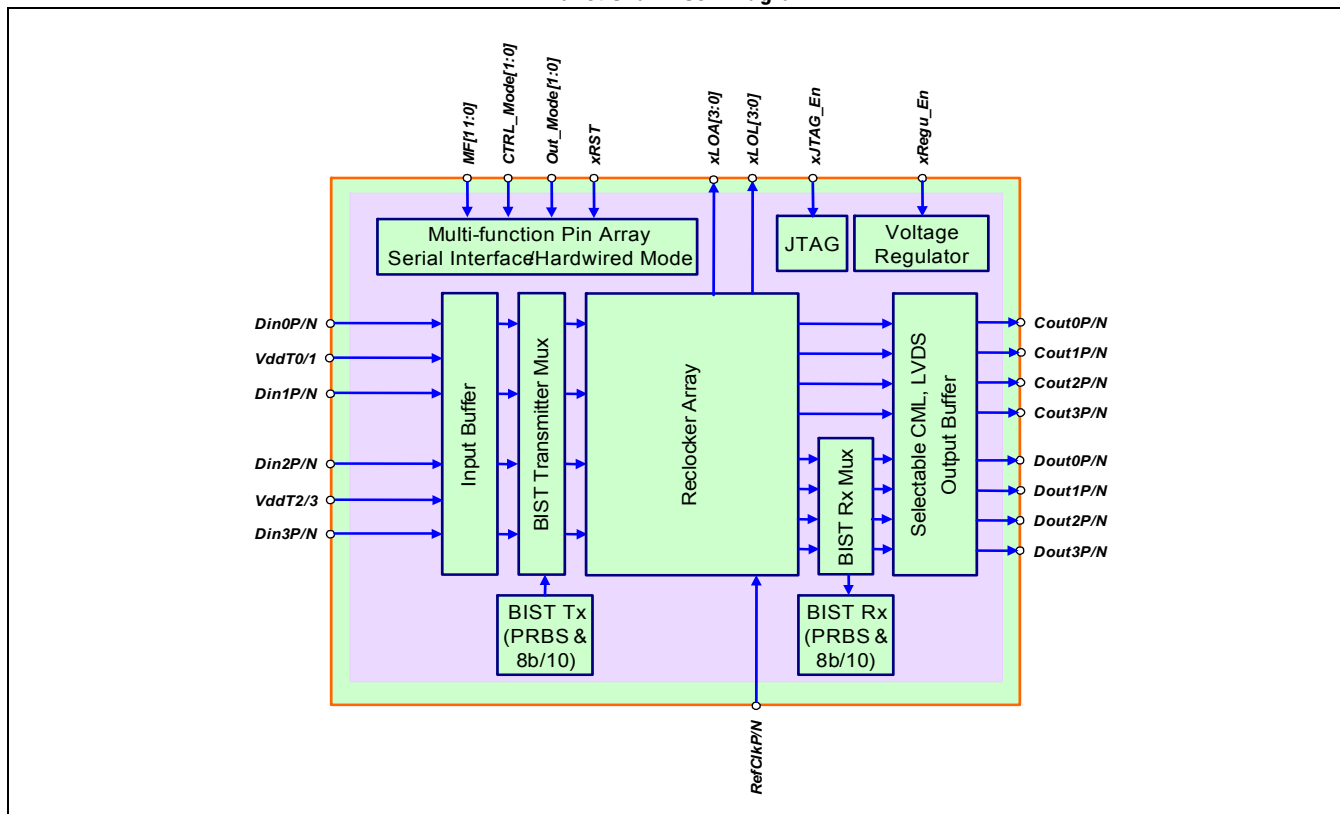 MF[11:0]
CTRL_Mode[1:0]
Out_Mode[1:0]
xRST
xLOA[3:0]
xLOL[3:0]
xJTAG_En
xRegu_En
Multi-function Pin Array
Serial Interface/Hardwired Mode
JTAG
Voltage
Regulator
Din0P/N
VddT0/1
Din1P/N
Din2P/N
VddT2/3
Din3P/N
Input Buffer
BIST Transmitter Mux
Reclocker Array
BIST Rx Mux
Selectable CML, LVDS
Output Buffer
Cout0P/N
Cout1P/N
Cout2P/N
Cout3P/N
Dout0P/N
Dout1P/N
Dout2P/N
Dout3P/N
BIST Tx
(PRBS &
8b/10)
BIST Rx
(PRBS &
8b/10)
RefClkP/N